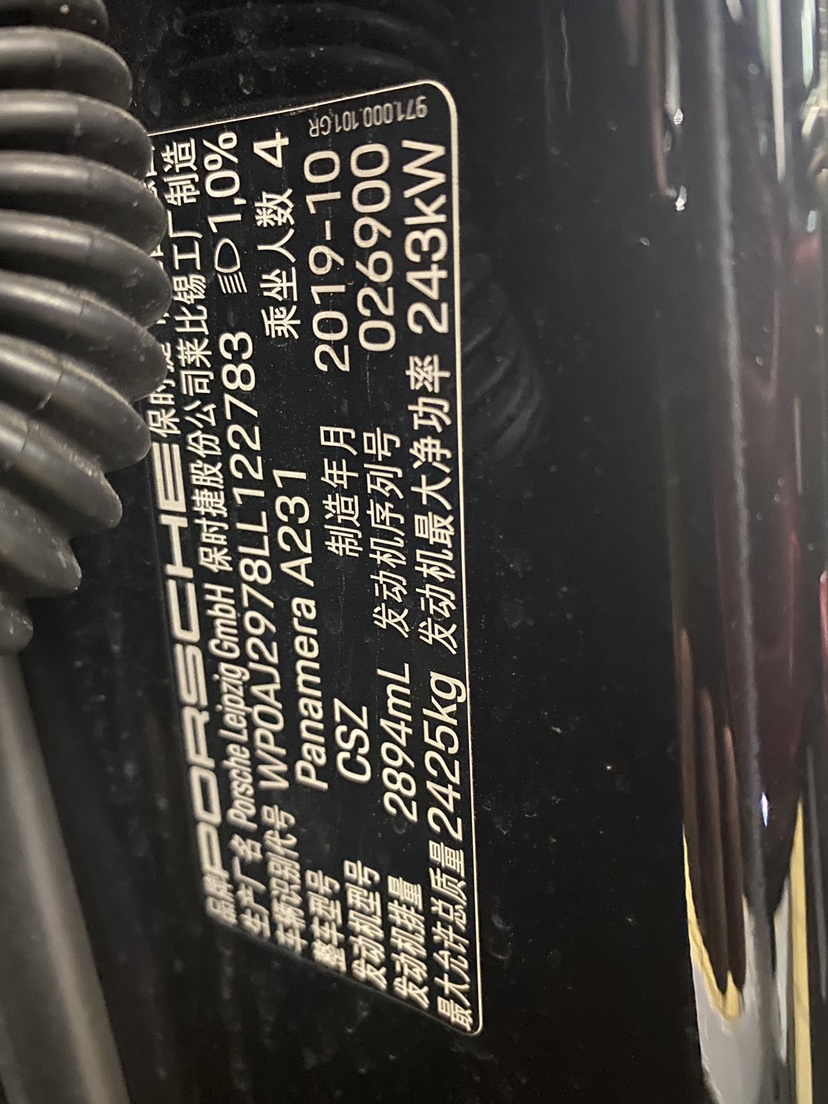 品牌 PORSCHE 保时捷
生产厂名 Porsche Leipzig GmbH 保时捷股份公司莱比锡工厂制造
车辆识别代号 WP0AJ2978LL122783 1,0%
整车型号 Panamera A231 乘坐人数 4
发动机型号 CSZ 制造年月 2019-10
发动机排量 2894mL 发动机序列号 026900
最大允许总质量 2425kg 发动机最大净功率 243kW
971.000.101.GR